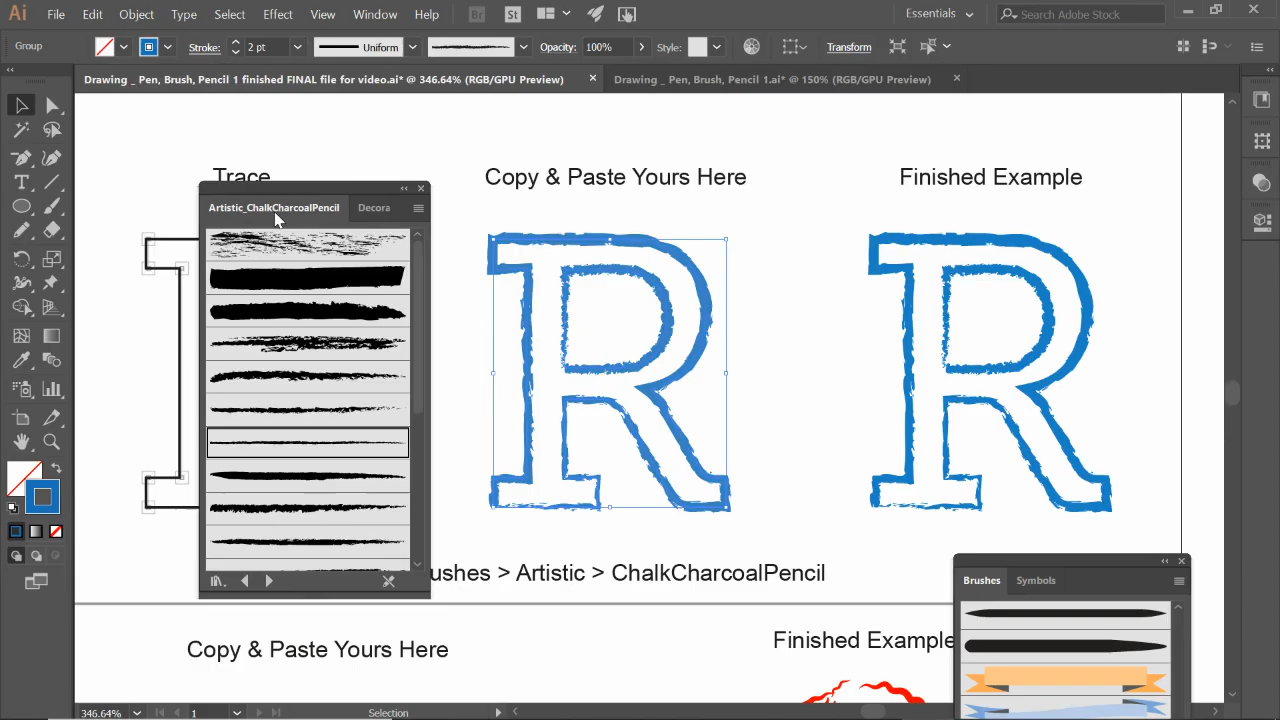 Ai File Edit Object Type Select Effect View Window Help Br St Essentials Search Adobe Stock
Group Stroke: 2 pt Uniform Opacity: 100% Style: Transform
Drawing _ Pen, Brush, Pencil 1 finished FINAL file for video.ai* @ 346.64% (RGB/GPU Preview) Drawing _ Pen, Brush, Pencil 1.ai* @ 150% (RGB/GPU Preview)
Trace Copy & Paste Yours Here Finished Example
Artistic_ChalkCharcoalPencil Decora
R R
ushes > Artistic > ChalkCharcoalPencil
Brushes Symbols
Copy & Paste Yours Here Finished Example
346.64% 1 Selection